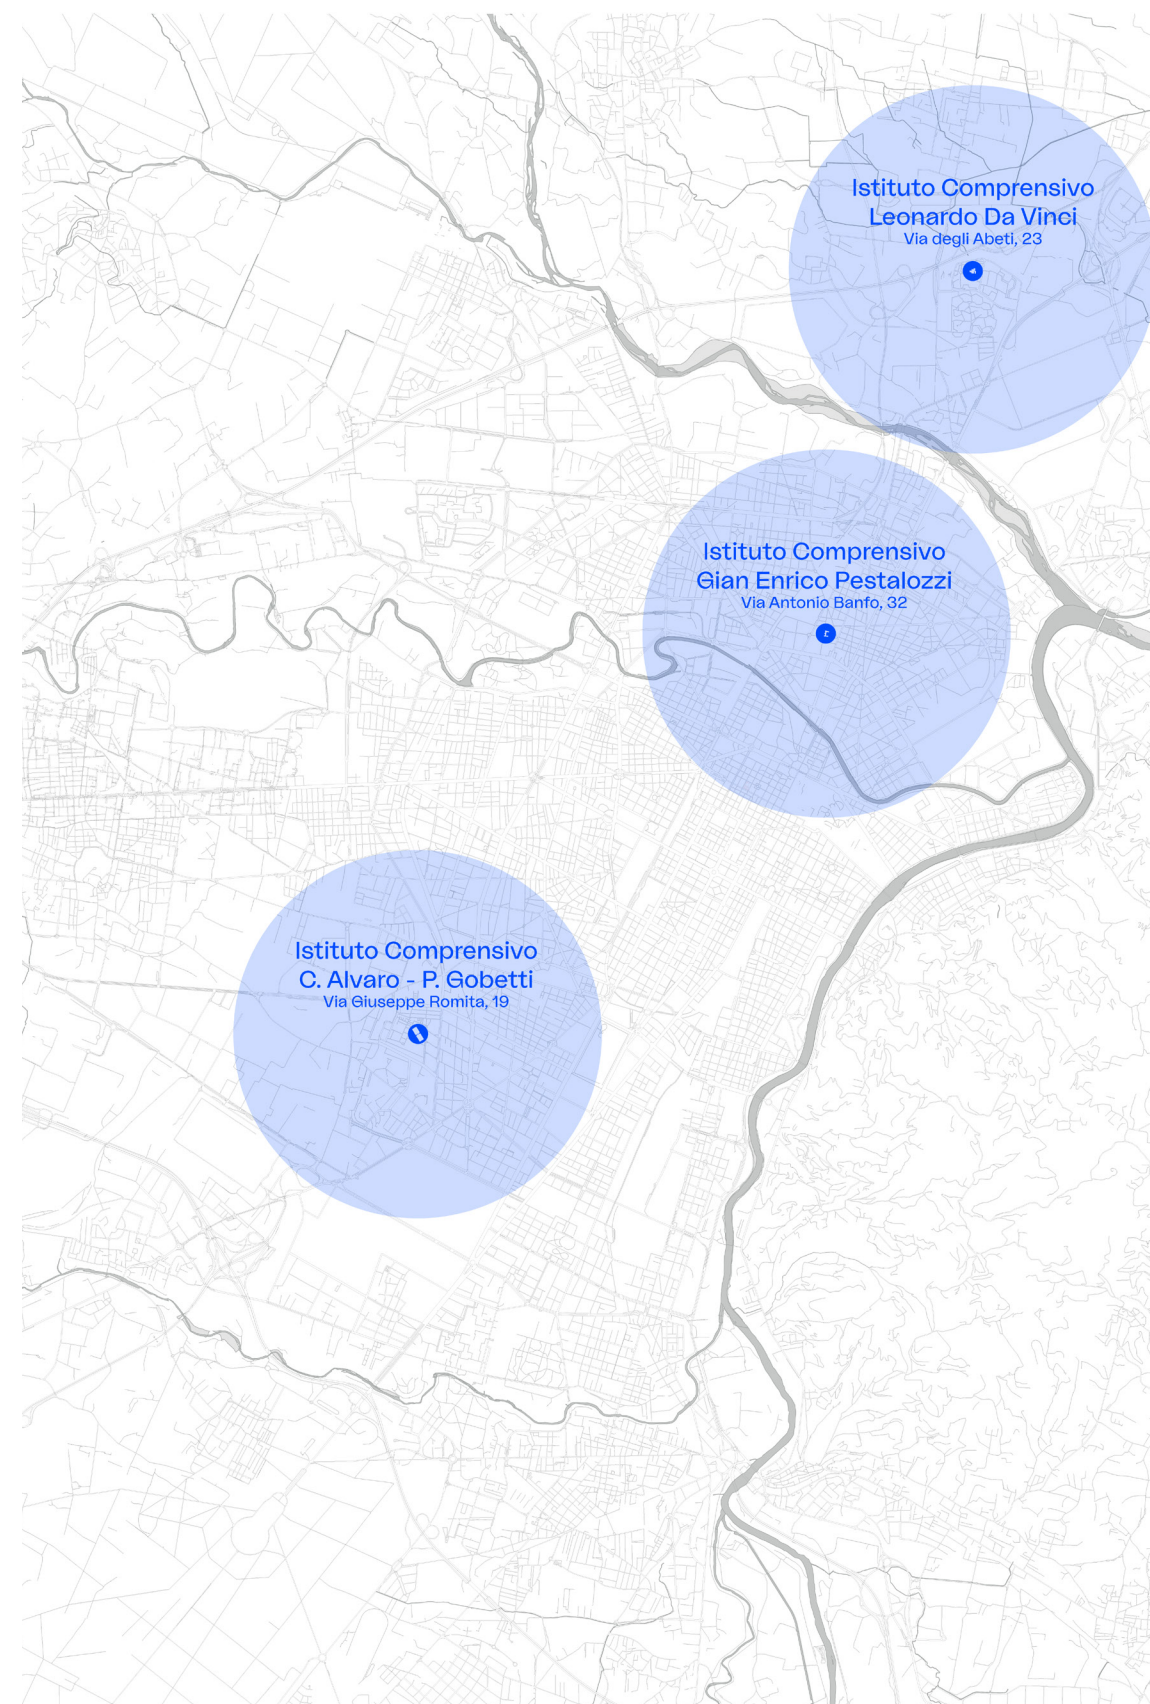 Istituto Comprensivo
Leonardo Da Vinci
Via degli Abeti, 23
Istituto Comprensivo
Gian Enrico Pestalozzi
Via Antonio Banfo, 32
Istituto Comprensivo
C. Alvaro - P. Gobetti
Via Giuseppe Romita, 19